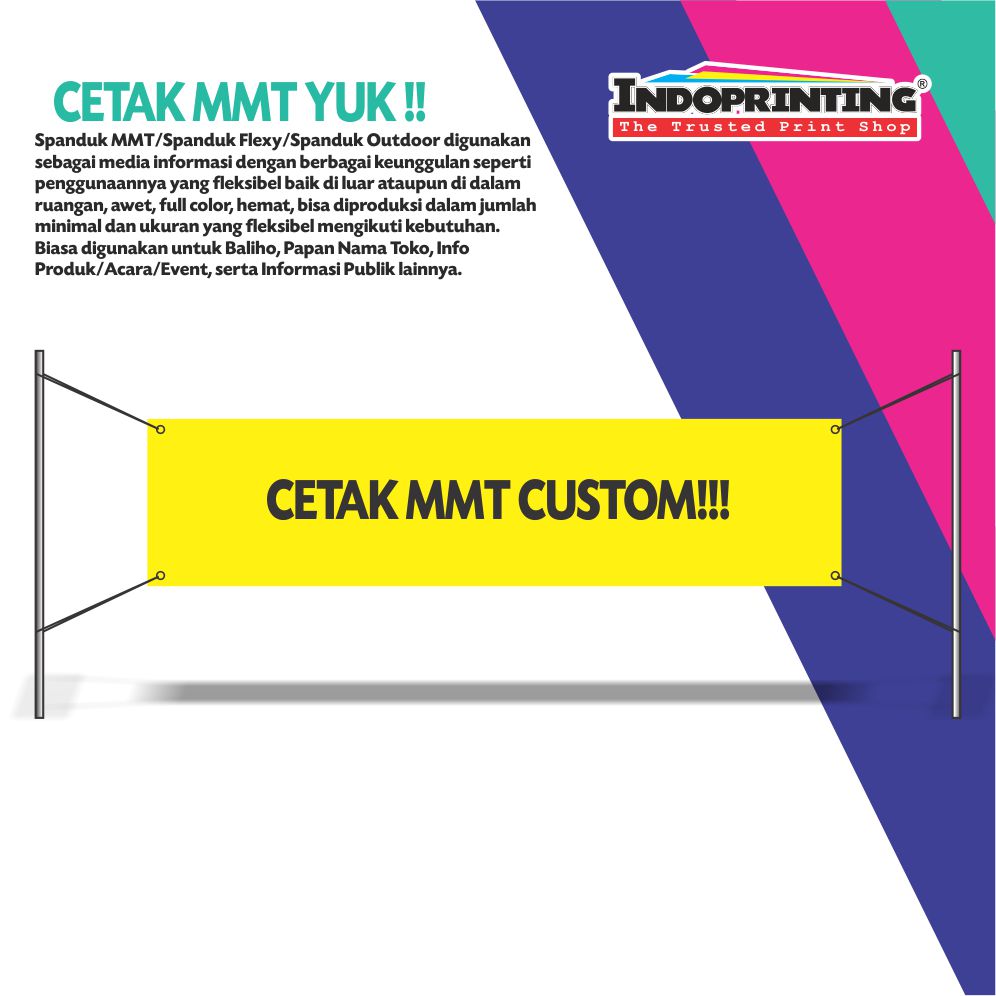 CETAK MMT YUK !!
Spanduk MMT/Spanduk Flexy/Spanduk Outdoor digunakan
sebagai media informasi dengan berbagai keunggulan seperti
penggunaannya yang fleksibel baik di luar ataupun di dalam
ruangan, awet, full color, hemat, bisa diproduksi dalam jumlah
minimal dan ukuran yang fleksibel mengikuti kebutuhan.
Biasa digunakan untuk Baliho, Papan Nama Toko, Info
Produk/Acara/Event, serta Informasi Publik lainnya.
INDOPRINTING®
The Trusted Print Shop
CETAK MMT CUSTOM!!!